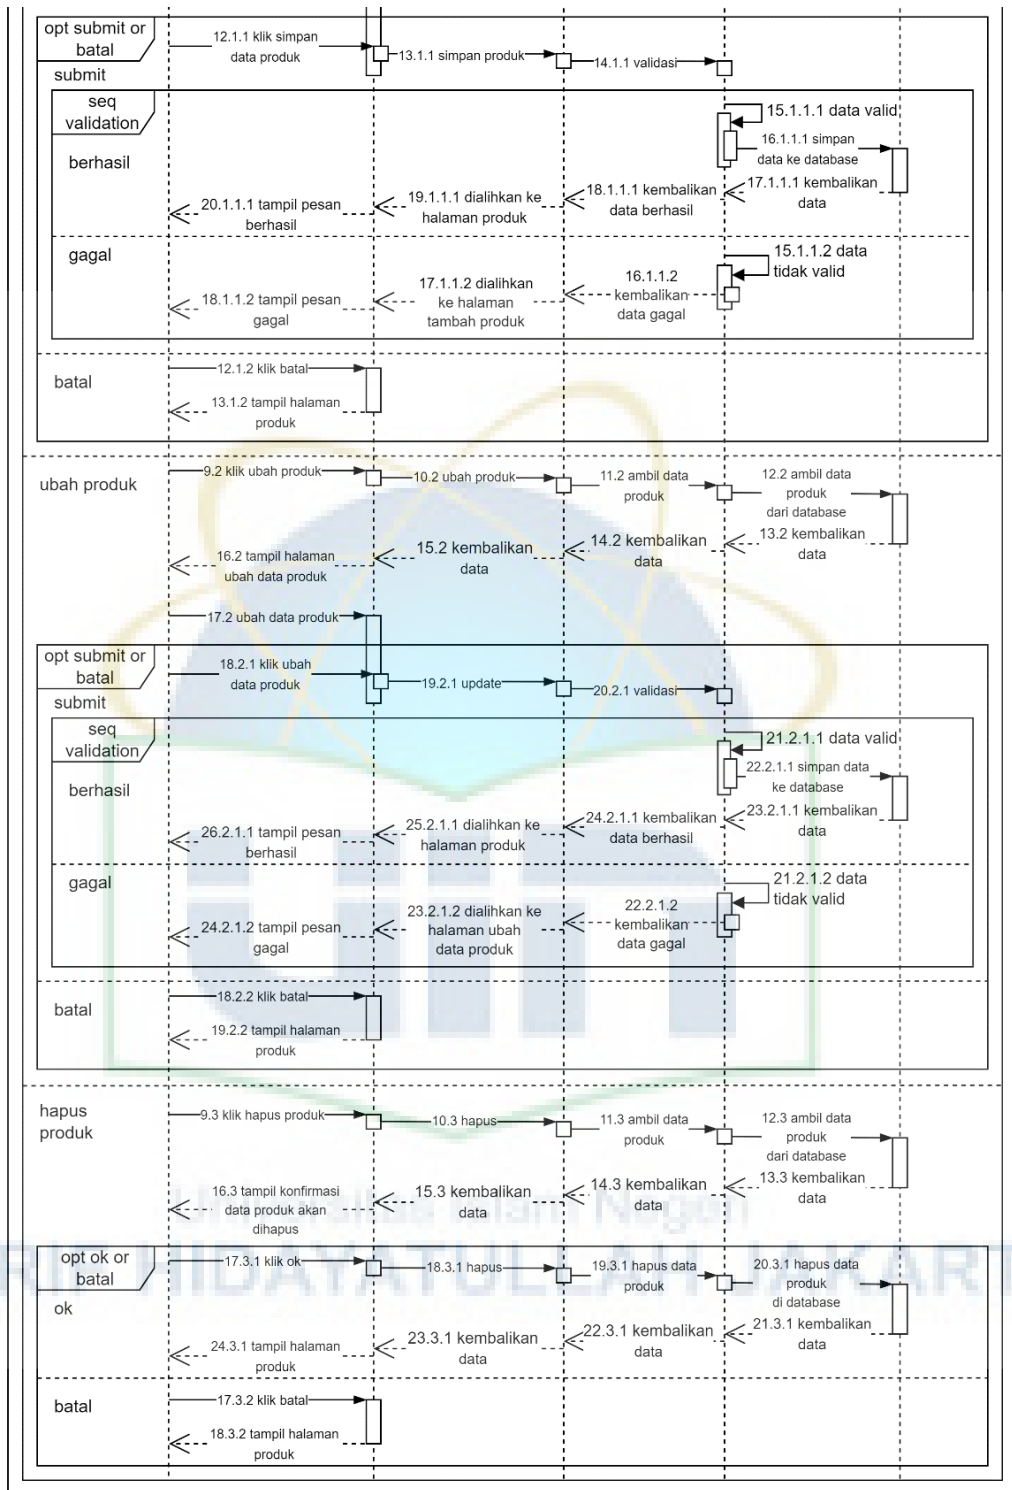 opt submit or
batal
12.1.1 klik simpan
data produk
13.1.1 simpan produk
14.1.1 validasi
submit
seq
validation
15.1.1.1 data valid
16.1.1.1 simpan
data ke database
berhasil
17.1.1.1 kembalikan
data
18.1.1.1 kembalikan
data berhasil
19.1.1.1 dialihkan ke
halaman produk
20.1.1.1 tampil pesan
berhasil
gagal
15.1.1.2 data
tidak valid
16.1.1.2
kembalikan
data gagal
17.1.1.2 dialihkan
ke halaman
tambah produk
18.1.1.2 tampil pesan
gagal
batal
12.1.2 klik batal
13.1.2 tampil halaman
produk
ubah produk
9.2 klik ubah produk
10.2 ubah produk
11.2 ambil data
produk
12.2 ambil data
produk
dari database
13.2 kembalikan
data
14.2 kembalikan
data
15.2 kembalikan
data
16.2 tampil halaman
ubah data produk
17.2 ubah data produk
opt submit or
batal
18.2.1 klik ubah
data produk
19.2.1 update
20.2.1 validasi
submit
seq
validation
21.2.1.1 data valid
22.2.1.1 simpan data
ke database
berhasil
23.2.1.1 kembalikan
data
24.2.1.1 kembalikan
data berhasil
25.2.1.1 dialihkan ke
halaman produk
26.2.1.1 tampil pesan
berhasil
gagal
21.2.1.2 data
tidak valid
22.2.1.2
kembalikan
data gagal
23.2.1.2 dialihkan ke
halaman ubah
data produk
24.2.1.2 tampil pesan
gagal
batal
18.2.2 klik batal
19.2.2 tampil halaman
produk
hapus
produk
9.3 klik hapus produk
10.3 hapus
11.3 ambil data
produk
12.3 ambil data
produk
dari database
13.3 kembalikan
data
14.3 kembalikan
data
15.3 kembalikan
data
16.3 tampil konfirmasi
data produk akan
dihapus
Universitas Islam Negeri
RIF HIDAYATULLAH JAKART
opt ok or
batal
17.3.1 klik ok
18.3.1 hapus
19.3.1 hapus data
produk
20.3.1 hapus data
produk
di database
ok
21.3.1 kembalikan
data
22.3.1 kembalikan
data
23.3.1 kembalikan
data
24.3.1 tampil halaman
produk
batal
17.3.2 klik batal
18.3.2 tampil halaman
produk
uin